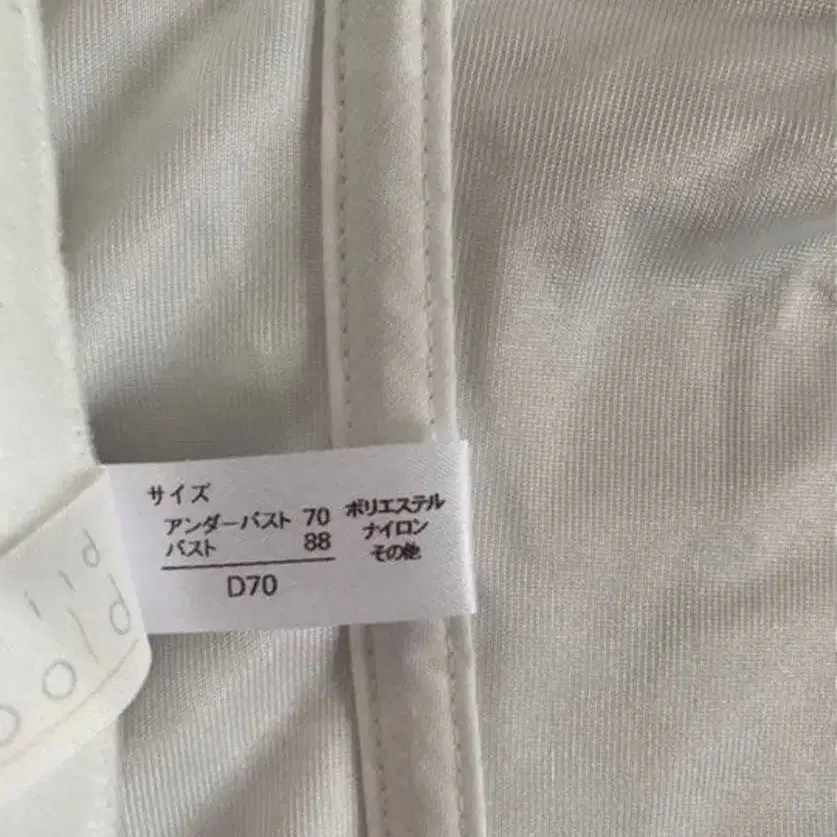 サイズ
アンダーバスト 70
バスト 88
D70
ポリエステル
ナイロン
その他